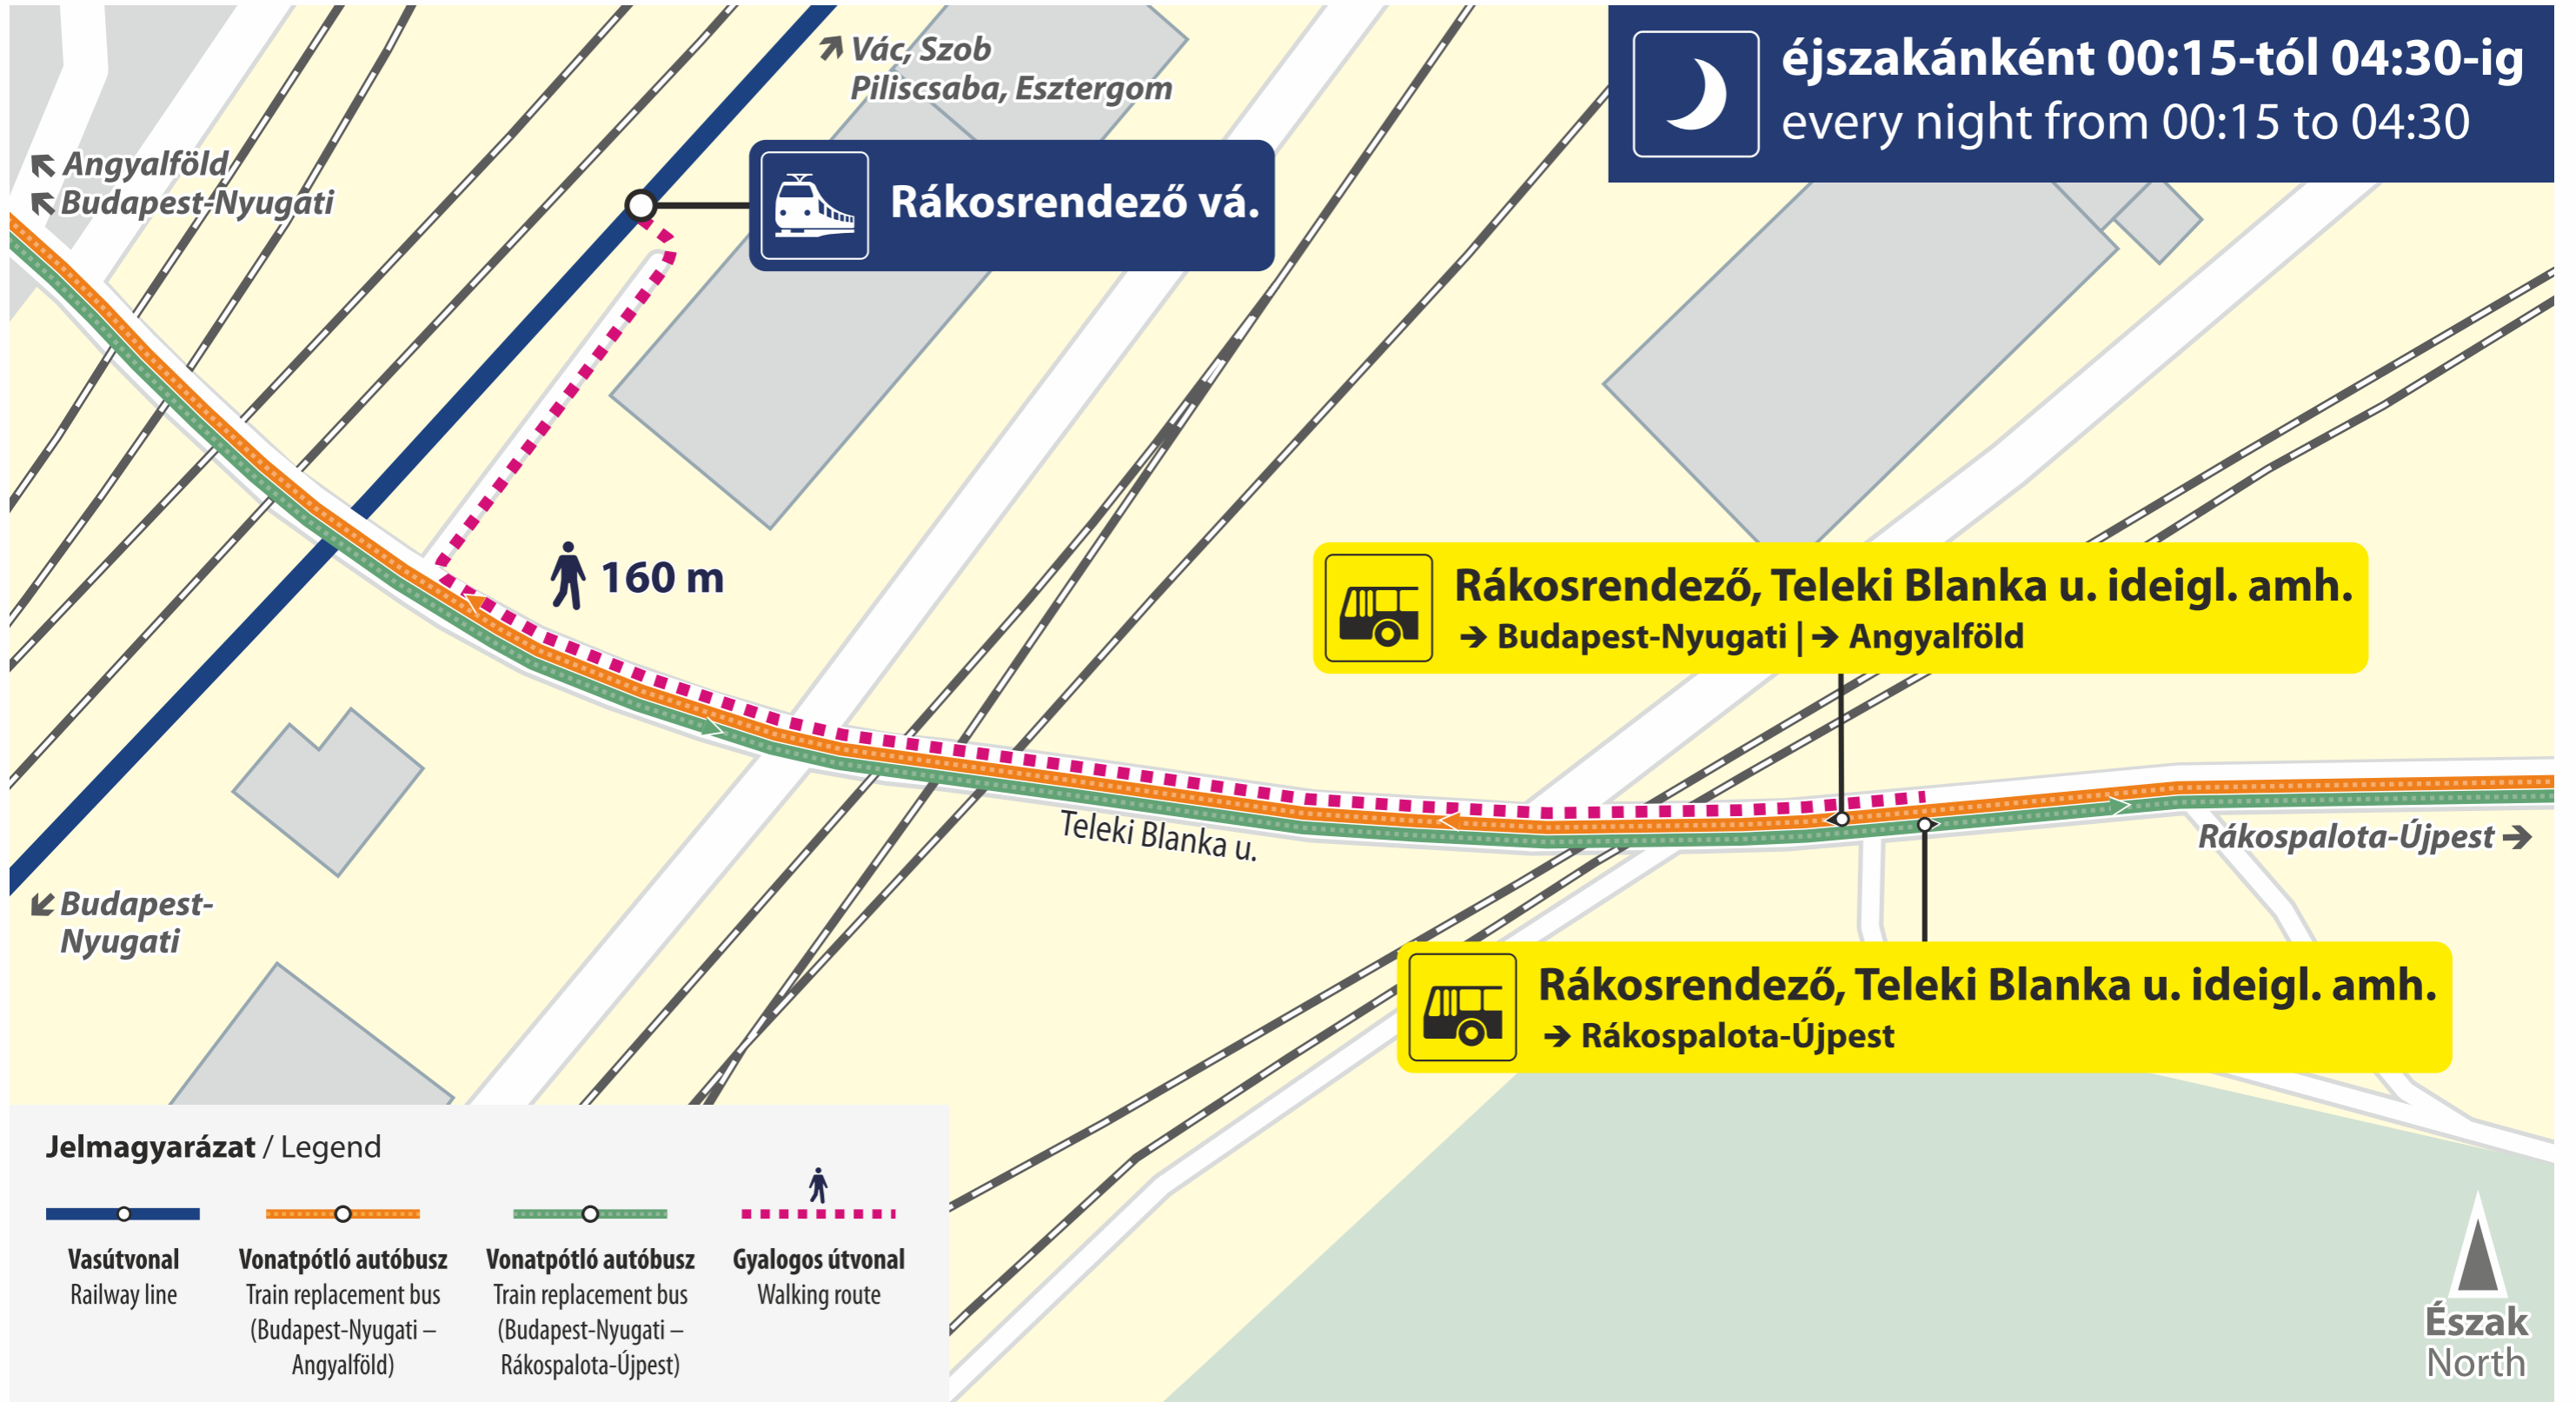 éjszakánként 00:15-tól 04:30-ig
every night from 00:15 to 04:30
Vác, Szob
Piliscsaba, Esztergom
Angyalföld
Budapest-Nyugati
Rákosrendező vá.
160 m
Rákosrendező, Teleki Blanka u. ideigl. amh.
➔ Budapest-Nyugati | ➔ Angyalföld
Teleki Blanka u.
Rákospalota-Újpest ➔
Budapest-
Nyugati
Rákosrendező, Teleki Blanka u. ideigl. amh.
➔ Rákospalota-Újpest
Jelmagyarázat / Legend
Vasútvonal
Railway line
Vonatpótló autóbusz
Train replacement bus
(Budapest-Nyugati –
Angyalföld)
Vonatpótló autóbusz
Train replacement bus
(Budapest-Nyugati –
Rákospalota-Újpest)
Gyalogos útvonal
Walking route
Észak
North